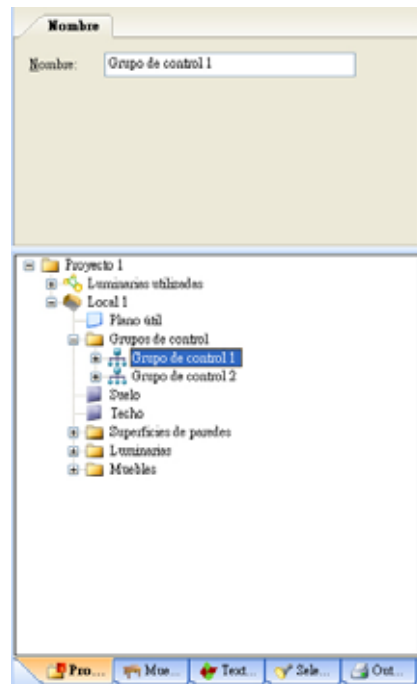 Nombre
Nombre: Grupo de control 1
Proyecto 1
Luminarias utilizadas
Local 1
Plano útil
Grupos de control
Grupo de control 1
Grupo de control 2
Suelo
Techo
Superficies de paredes
Luminarias
Muebles
Pro... Mue... Text... Sele... Out...